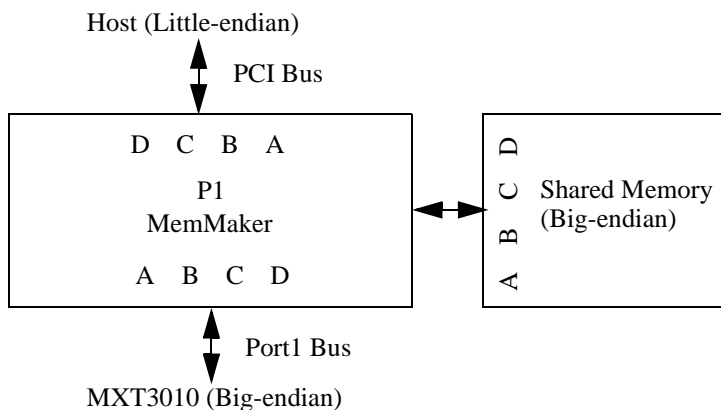 Host (Little-endian)
PCI Bus
D C B A
P1
MemMaker
A B C D
A B C D
Shared Memory
(Big-endian)
Port1 Bus
MXT3010 (Big-endian)